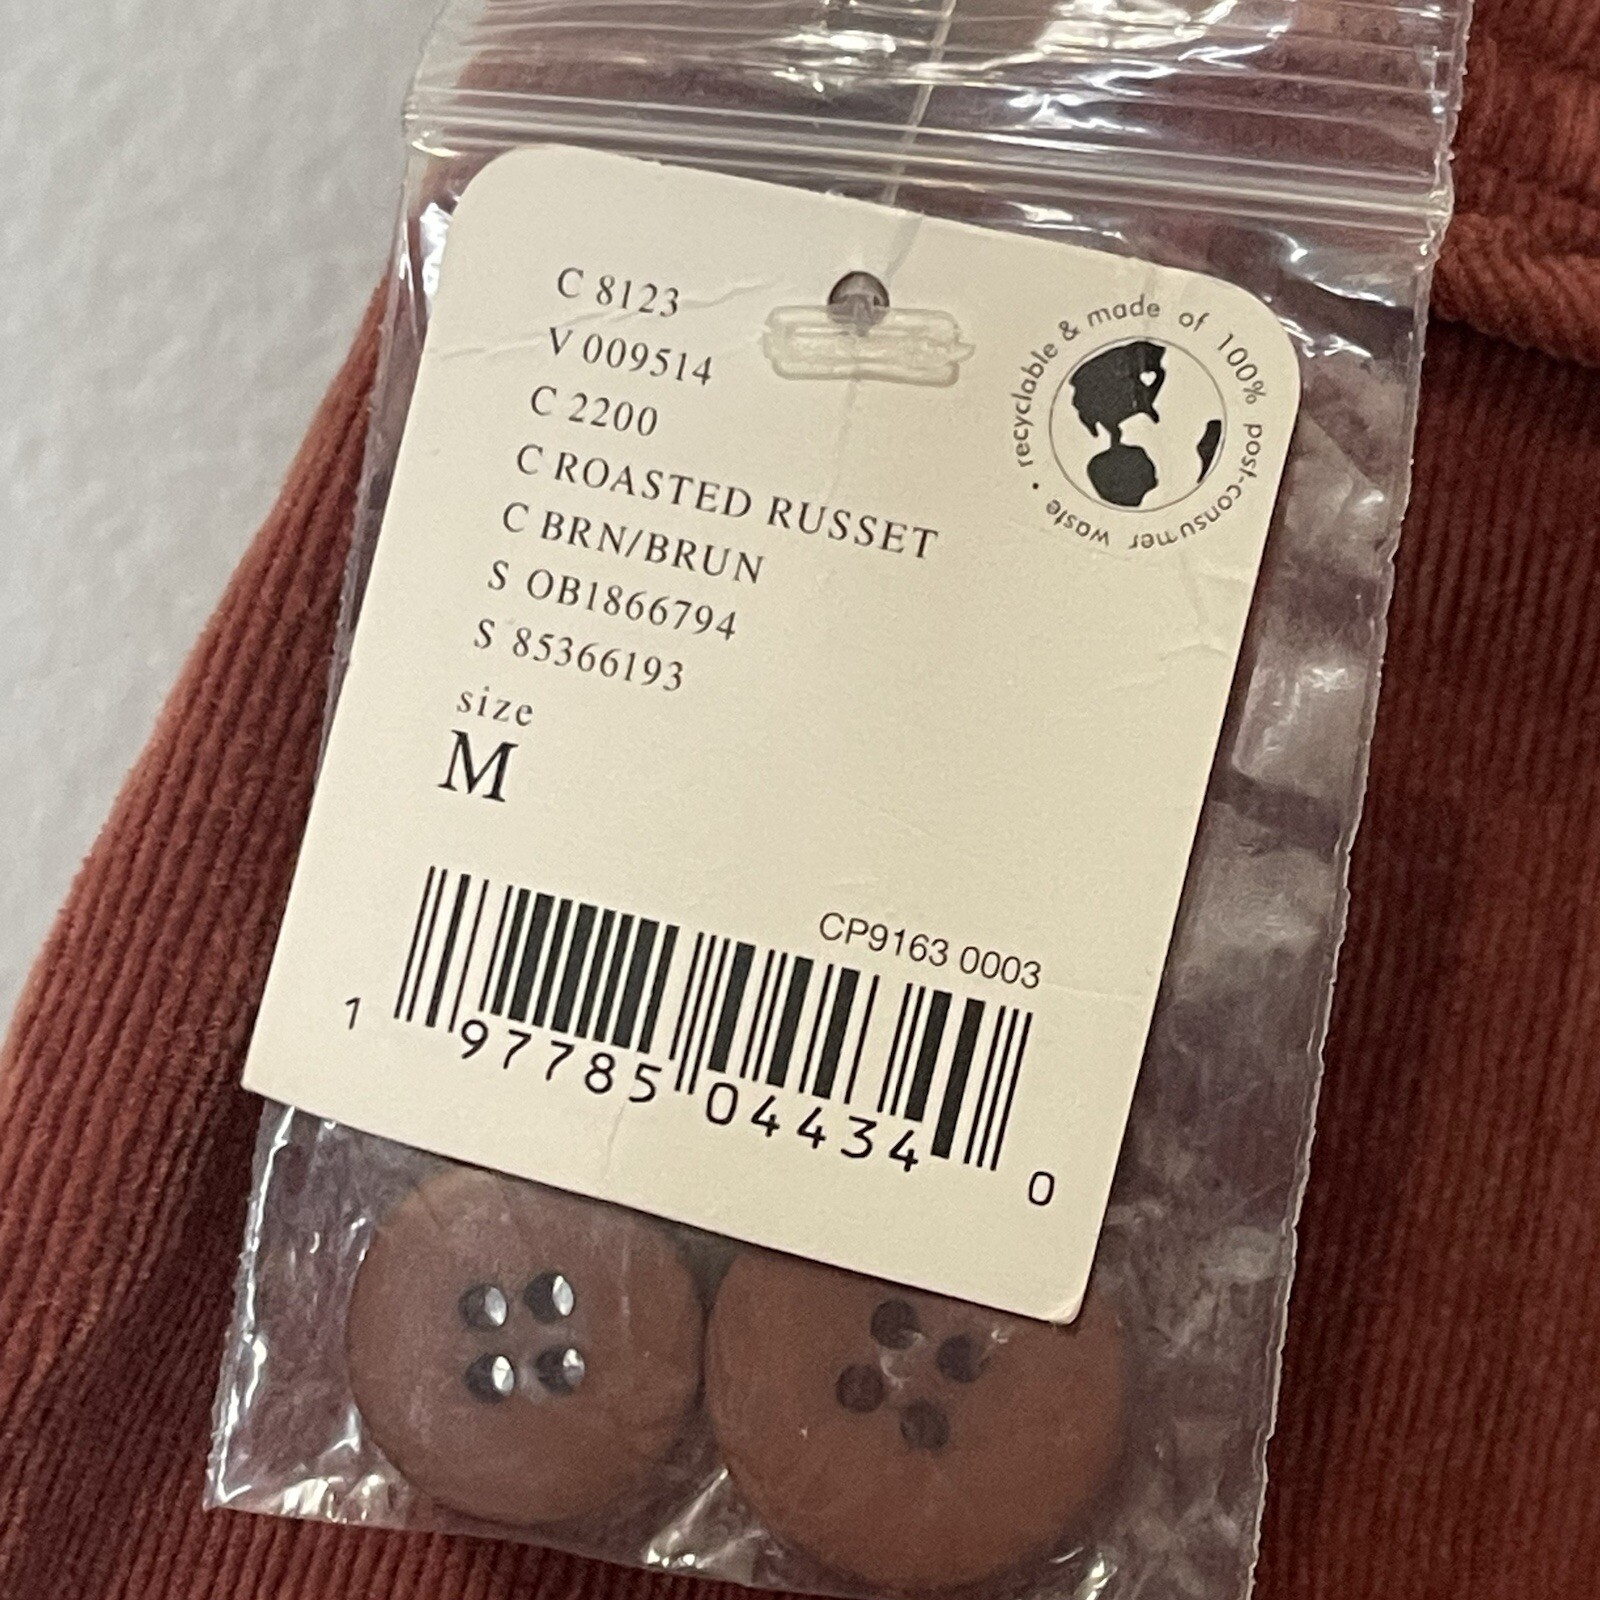 C 8123
V 009514
C 2200
C ROASTED RUSSET
C BRN/BRUN
S OB1866794
S 85366193
size
M
recyclable & made of 100% post-consumer waste •
CP9163 0003
1 97785 04434 0